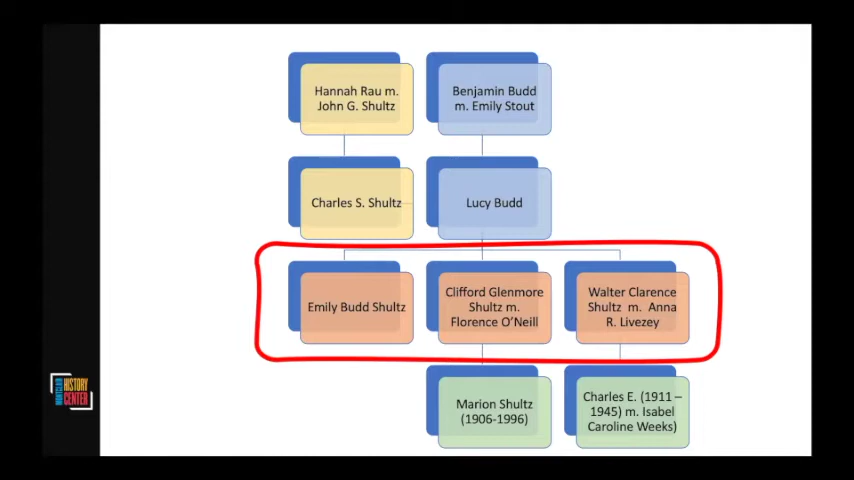 Hannah Rau m.
John G. Shultz
Benjamin Budd
m. Emily Stout
Charles S. Shultz
Lucy Budd
Emily Budd Shultz
Clifford Glenmore
Shultz m.
Florence O'Neill
Walter Clarence
Shultz m. Anna
R. Livezey
Marion Shultz
(1906-1996)
Charles E. (1911 –
1945) m. Isabel
Caroline Weeks)
MONTCLAIR
HISTORY
CENTER